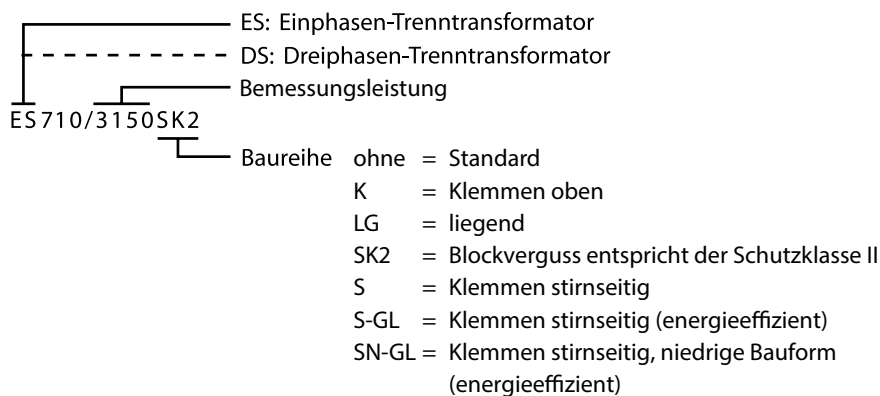 ES: Einphasen-Trenntransformator
DS: Dreiphasen-Trenntransformator
Bemessungsleistung
ES710/3150SK2
Baureihe ohne = Standard
K = Klemmen oben
LG = liegend
SK2 = Blockverguss entspricht der Schutzklasse II
S = Klemmen stirnseitig
S-GL = Klemmen stirnseitig (energieeffizient)
SN-GL = Klemmen stirnseitig, niedrige Bauform
(energieeffizient)